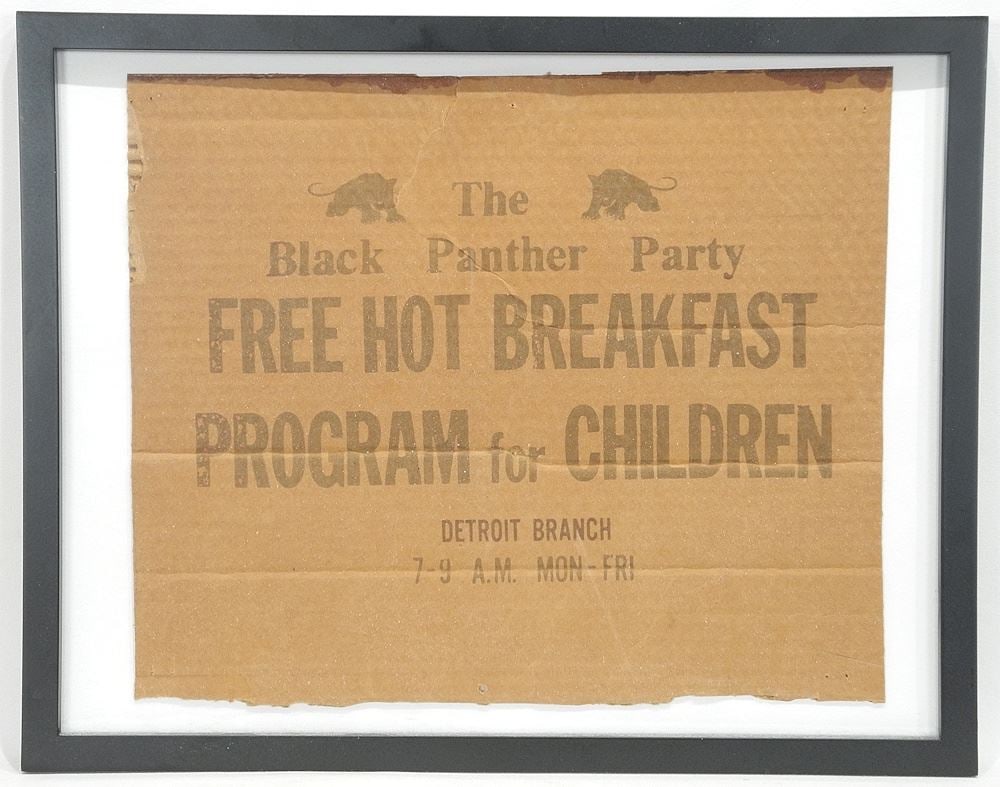 The
Black Panther Party
FREE HOT BREAKFAST
PROGRAM for CHILDREN
DETROIT BRANCH
7-9 A.M. MON-FRI